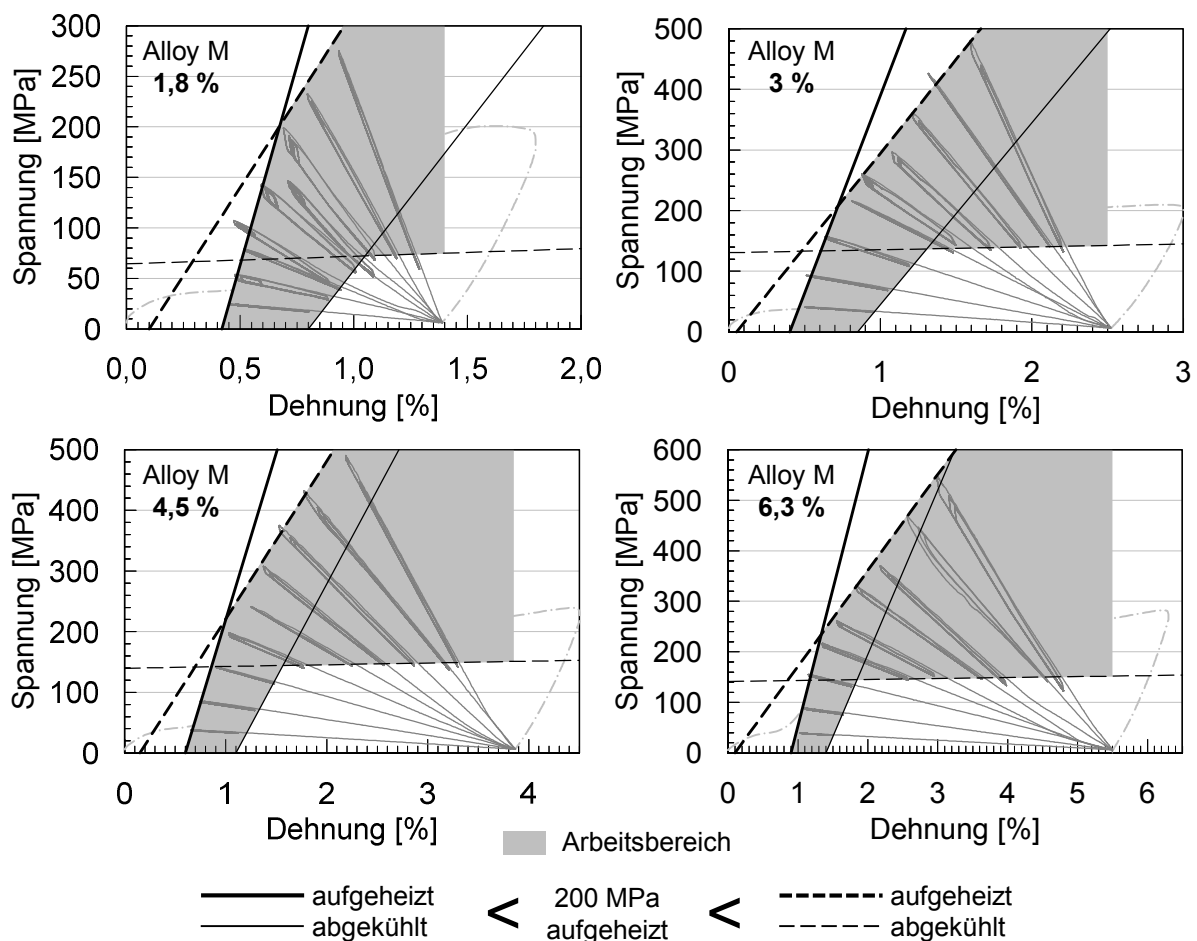 300
250
200
150
100
50
0
Spannung [MPa]
Alloy M
1,8 %
0,0 0,5 1,0 1,5 2,0
Dehnung [%]
500
400
300
200
100
0
Spannung [MPa]
Alloy M
3 %
0 1 2 3
Dehnung [%]
500
400
300
200
100
0
Spannung [MPa]
Alloy M
4,5 %
0 1 2 3 4
Dehnung [%]
600
500
400
300
200
100
0
Spannung [MPa]
Alloy M
6,3 %
0 1 2 3 4 5 6
Dehnung [%]
Arbeitsbereich
aufgeheizt < 200 MPa < aufgeheizt
abgekühlt aufgeheizt abgekühlt